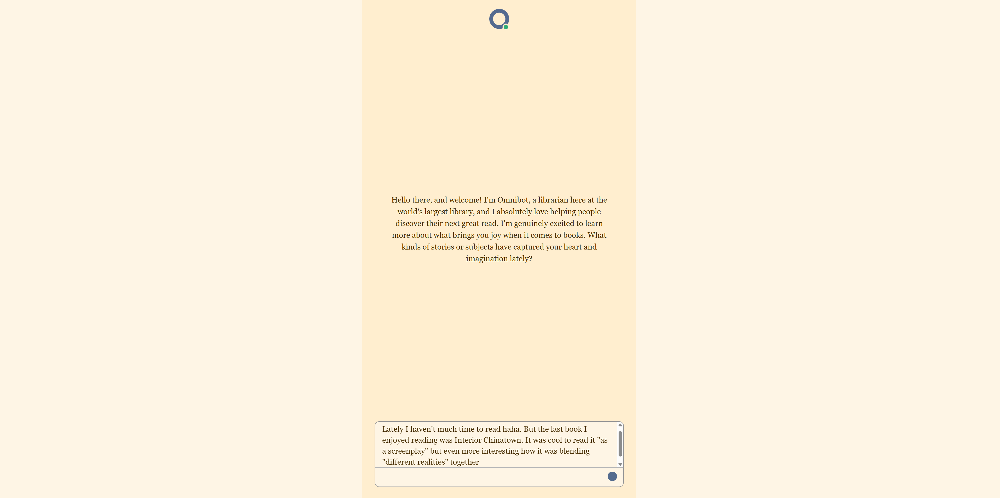 Hello there, and welcome! I'm Omnibot, a librarian here at the
world's largest library, and I absolutely love helping people
discover their next great read. I'm genuinely excited to learn
more about what brings you joy when it comes to books. What
kinds of stories or subjects have captured your heart and
imagination lately?
Lately I haven't much time to read haha. But the last book I
enjoyed reading was Interior Chinatown. It was cool to read it "as
a screenplay" but even more interesting how it was blending
"different realities" together